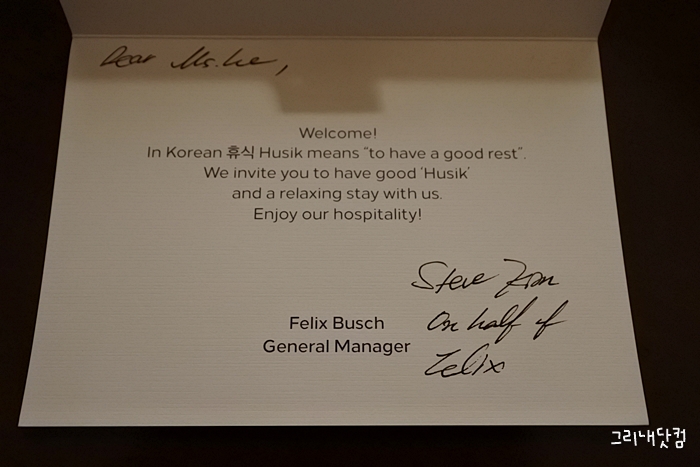 Dear Ms. Lee,
Welcome!
In Korean 휴식 Husik means “to have a good rest”.
We invite you to have good ‘Husik’
and a relaxing stay with us.
Enjoy our hospitality!
Steve Kim
Felix Busch
General Manager
On half of
Felix
그리내닷컴